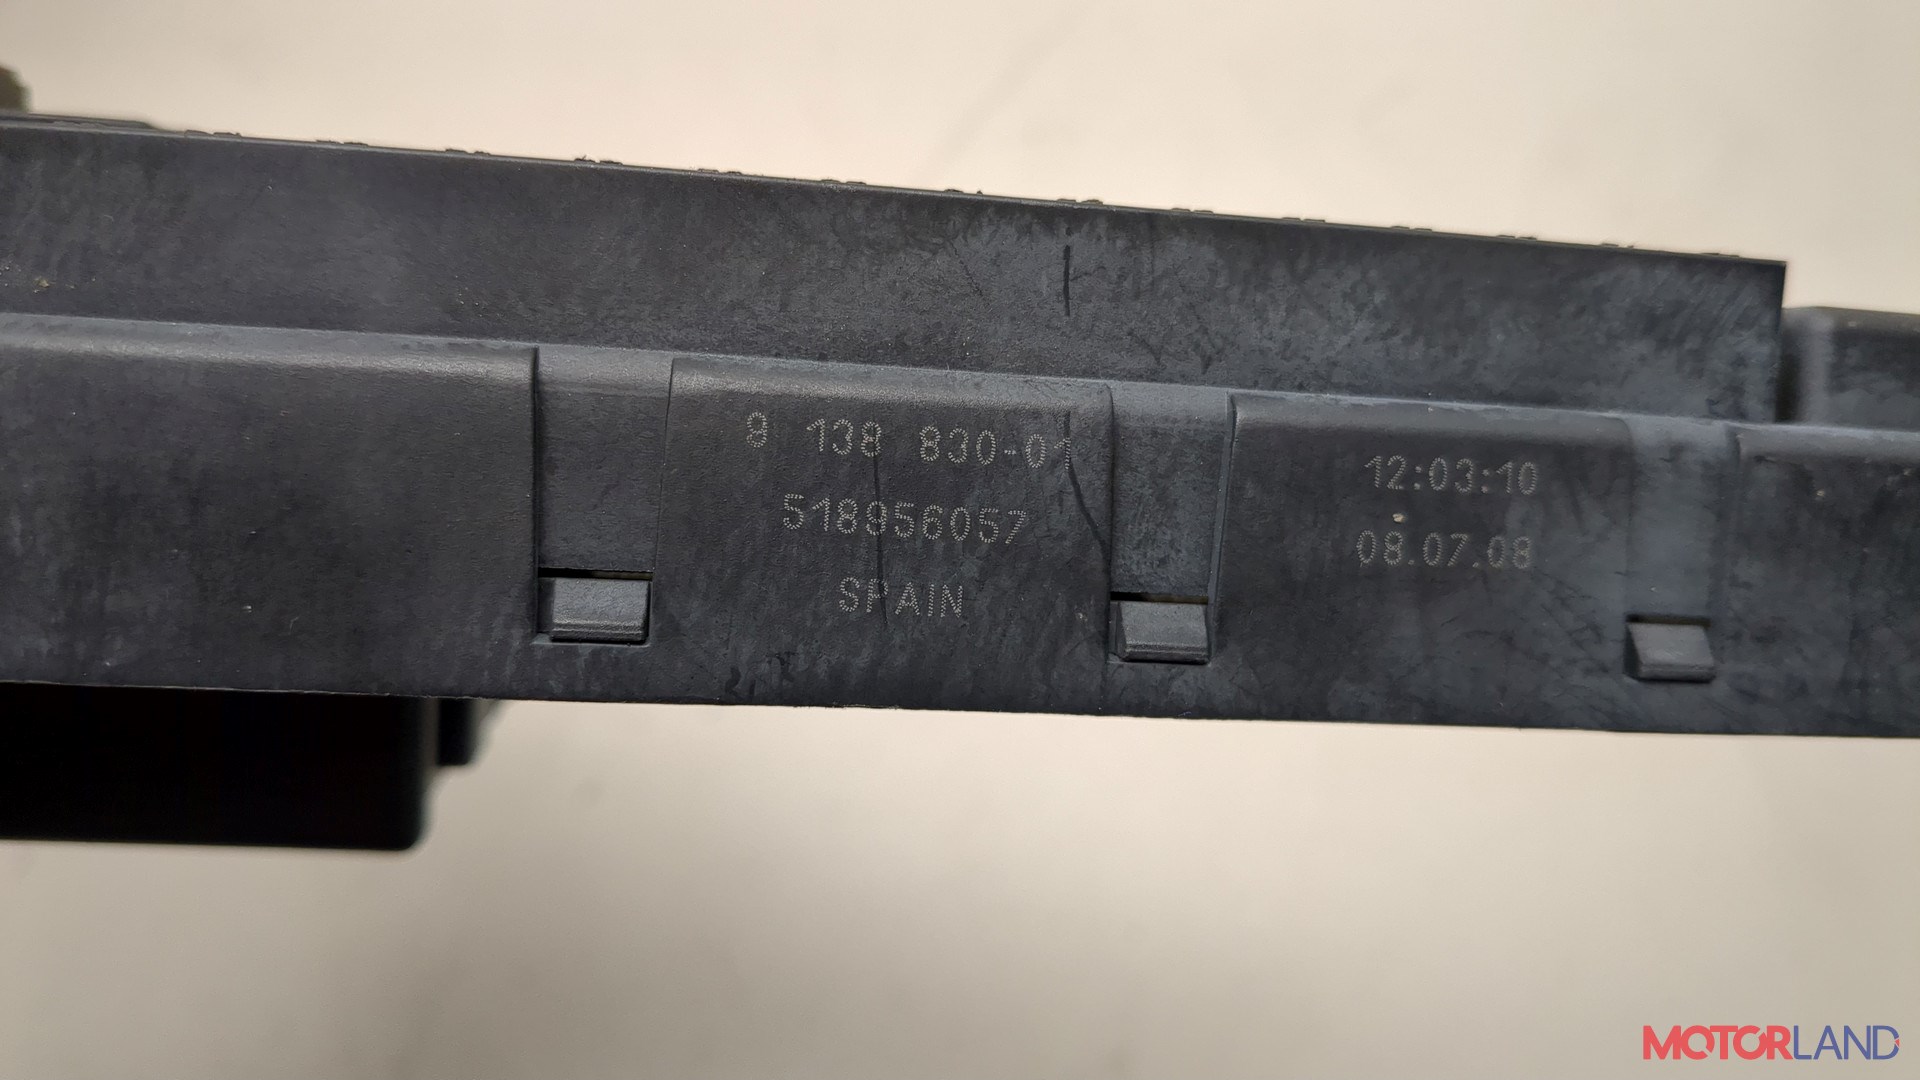 9 138 830-01
518956057
SPAIN
12:03:10
08.07.08
MOTORLAND